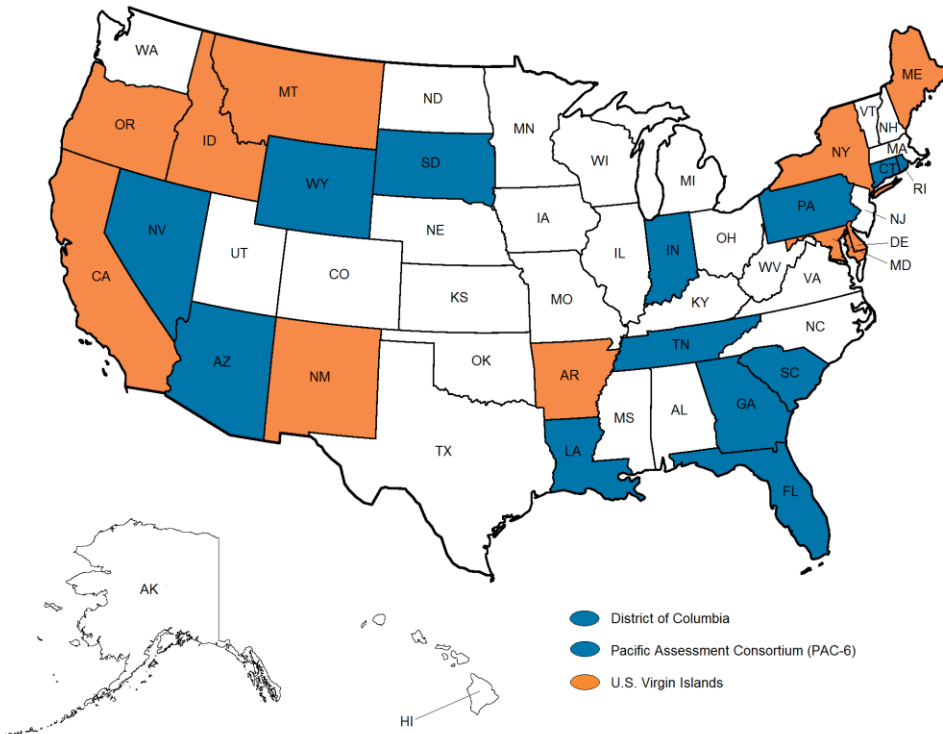 WA
MT
ND
MN
ME
VT
NH
OR
ID
WI
NY
MA
SD
MI
CT
RI
WY
IA
PA
NJ
NE
NV
OH
IN
IL
DE
UT
CO
WV
MD
CA
VA
KS
MO
KY
NC
TN
OK
AZ
NM
AR
SC
MS
AL
GA
LA
TX
FL
AK
District of Columbia
Pacific Assessment Consortium (PAC-6)
U.S. Virgin Islands
HI